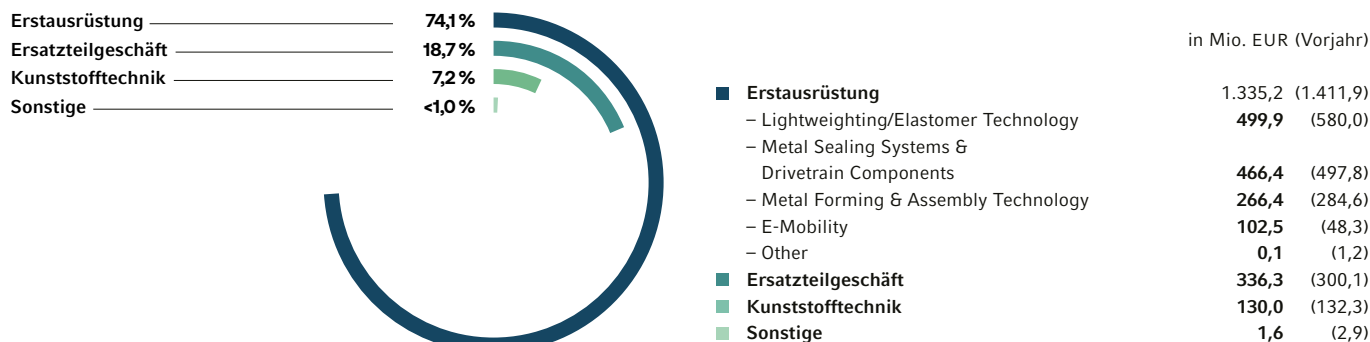 Erstausrüstung 74,1 %
Ersatzteilgeschäft 18,7 %
Kunststofftechnik 7,2 %
Sonstige <1,0 %
in Mio. EUR (Vorjahr)
Erstausrüstung 1.335,2 (1.411,9)
– Lightweighting/Elastomer Technology 499,9 (580,0)
– Metal Sealing Systems &
Drivetrain Components 466,4 (497,8)
– Metal Forming & Assembly Technology 266,4 (284,6)
– E-Mobility 102,5 (48,3)
– Other 0,1 (1,2)
Ersatzteilgeschäft 336,3 (300,1)
Kunststofftechnik 130,0 (132,3)
Sonstige 1,6 (2,9)